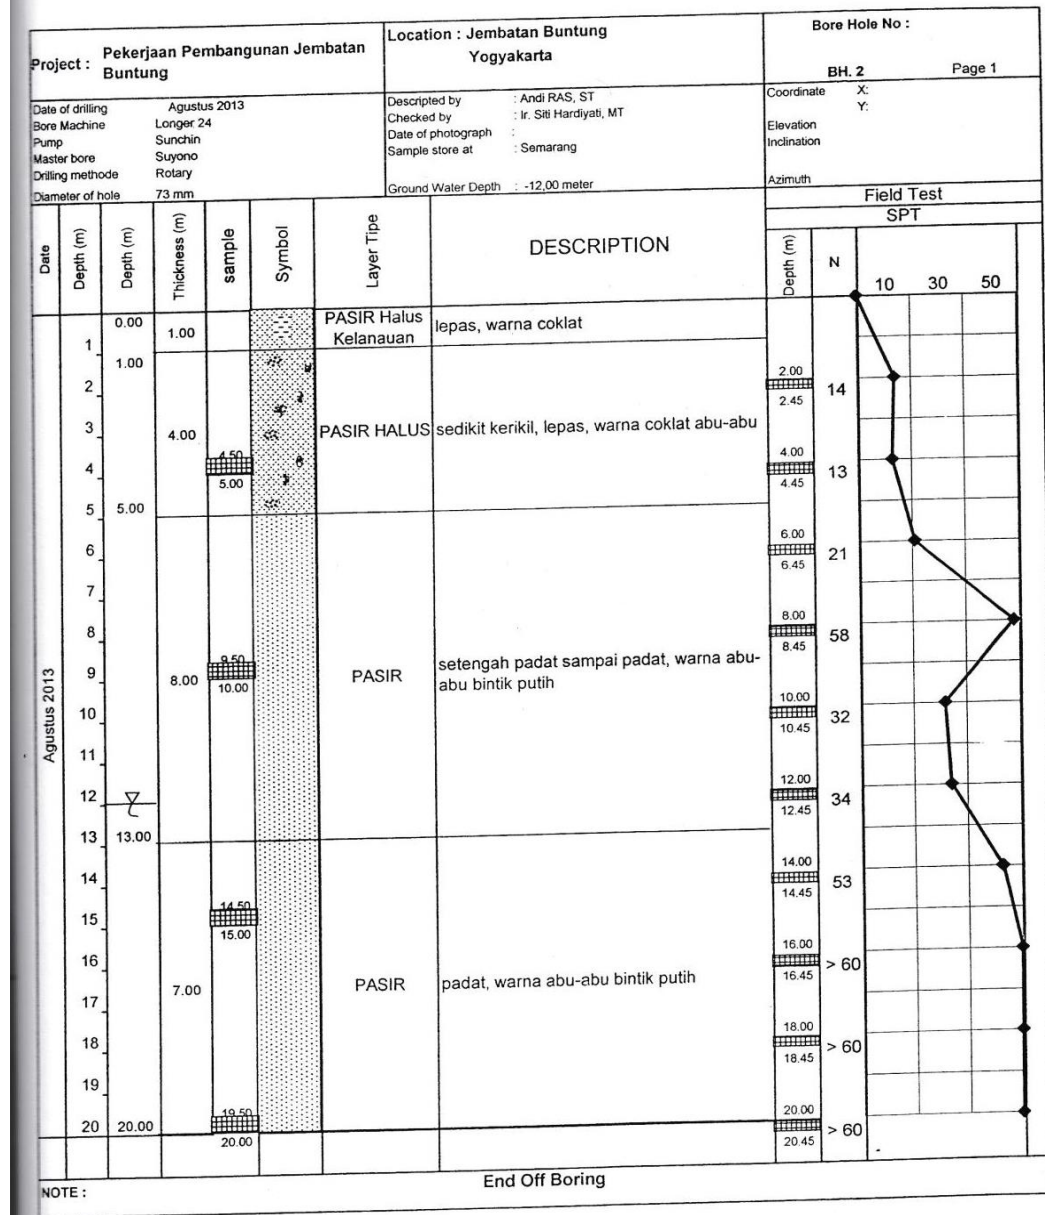 Project : Pekerjaan Pembangunan Jembatan
Buntung
Location : Jembatan Buntung
Yogyakarta
Bore Hole No :
BH. 2 Page 1
Date of drilling Agustus 2013
Bore Machine Longer 24
Pump Sunchin
Master bore Suyono
Drilling methode Rotary
Diameter of hole 73 mm
Descripted by : Andi RAS, ST
Checked by : Ir. Siti Hardiyati, MT
Date of photograph :
Sample store at : Semarang
Ground Water Depth : -12,00 meter
Coordinate X:
Y:
Elevation
Inclination
Azimuth
Field Test
SPT
Date
Depth (m)
Depth (m)
Thickness (m)
sample
Symbol
Layer Tipe
DESCRIPTION
Depth (m)
N
10 30 50
Agustus 2013
1
2
3
4
5
6
7
8
9
10
11
12
13
14
15
16
17
18
19
20
0.00
1.00
5.00
13.00
20.00
1.00
4.00
8.00
7.00
4.50
5.00
9.50
10.00
14.50
15.00
19.50
20.00
PASIR Halus
Kelanauan
lepas, warna coklat
PASIR HALUS
sedikit kerikil, lepas, warna coklat abu-abu
PASIR
setengah padat sampai padat, warna abu-
abu bintik putih
PASIR
padat, warna abu-abu bintik putih
2.00
2.45
14
4.00
4.45
13
6.00
6.45
21
8.00
8.45
58
10.00
10.45
32
12.00
12.45
34
14.00
14.45
53
16.00
16.45
> 60
18.00
18.45
> 60
20.00
20.45
> 60
End Off Boring
NOTE :